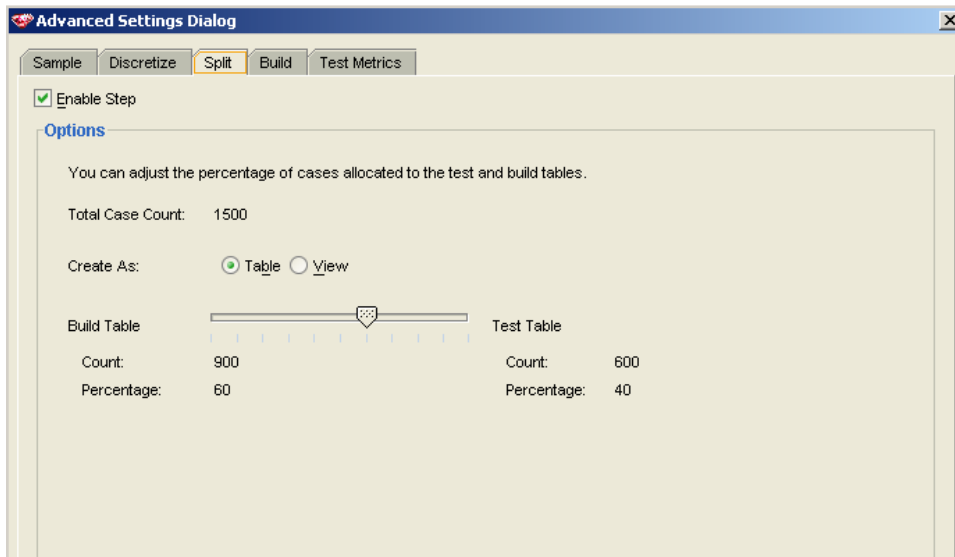 Advanced Settings Dialog
Sample Discretize Split Build Test Metrics
Enable Step
Options
You can adjust the percentage of cases allocated to the test and build tables.
Total Case Count: 1500
Create As: Table View
Build Table Test Table
Count: 900 Count: 600
Percentage: 60 Percentage: 40